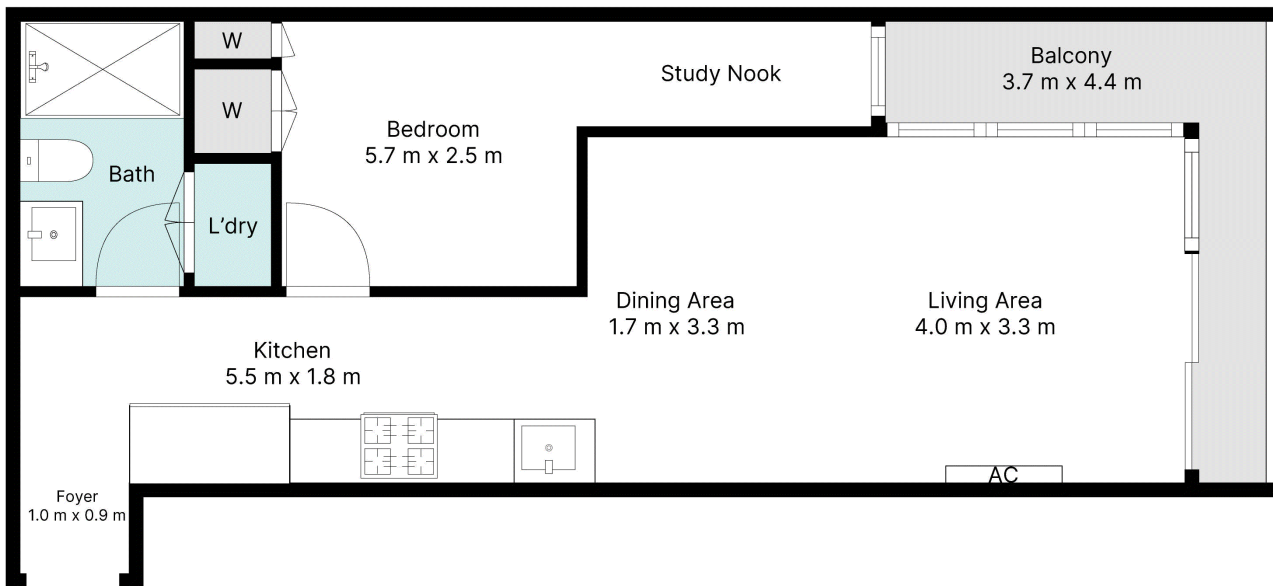 W
Balcony
3.7 m x 4.4 m
Study Nook
W
Bedroom
5.7 m x 2.5 m
Bath
L'dry
Dining Area
1.7 m x 3.3 m
Living Area
4.0 m x 3.3 m
Kitchen
5.5 m x 1.8 m
AC
Foyer
1.0 m x 0.9 m